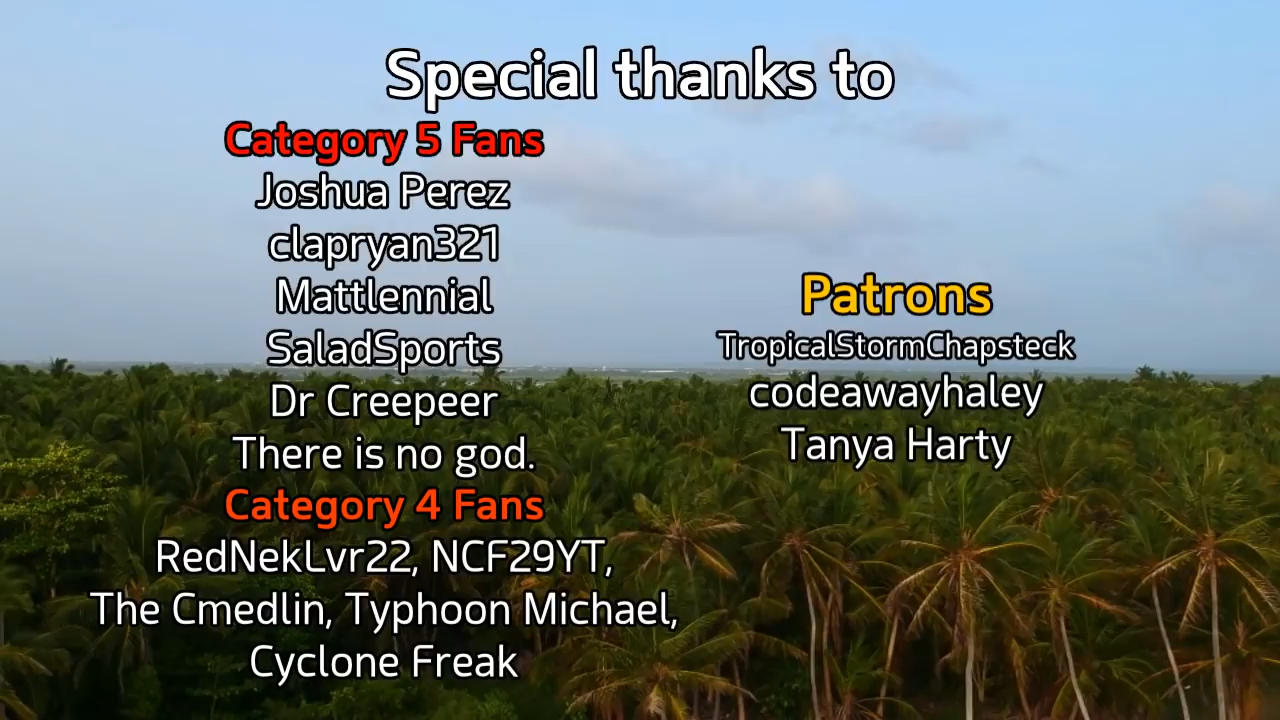 Special thanks to
Category 5 Fans
Joshua Perez
clapryan321
Mattlennial
SaladSports
Dr Creepeer
There is no god.
Category 4 Fans
RedNekLvr22, NCF29YT,
The Cmedlin, Typhoon Michael,
Cyclone Freak
Patrons
TropicalStormChapsteck
codeawayhaley
Tanya Harty